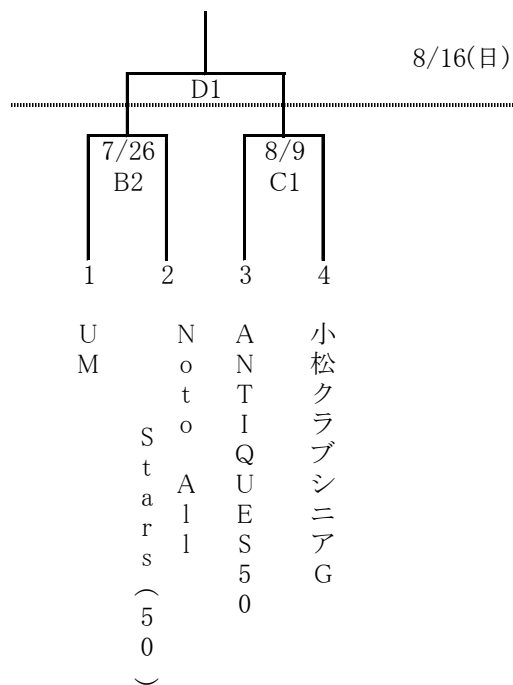 8/16(日)
D1
7/26
B2
8/9
C1
1
2
3
4
UM
Noto All
Stars(50)
ANTIQUES50
小松クラブシニアG